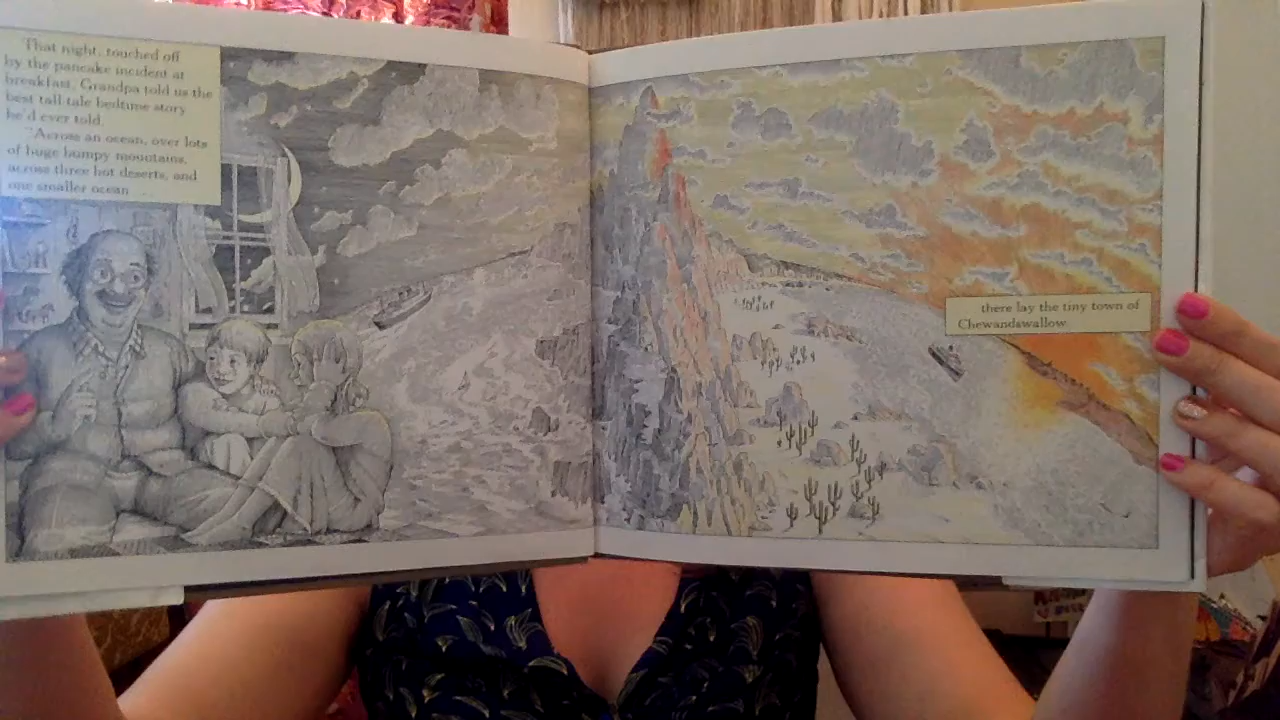 That night, touched off
by the pancake incident at
breakfast, Grandpa told us the
best tall tale bedtime story
he'd ever told.
"Across an ocean, over lots
of huge bumpy mountains,
across three hot deserts, and
one smaller ocean . . .
there lay the tiny town of
Chewandswallow.